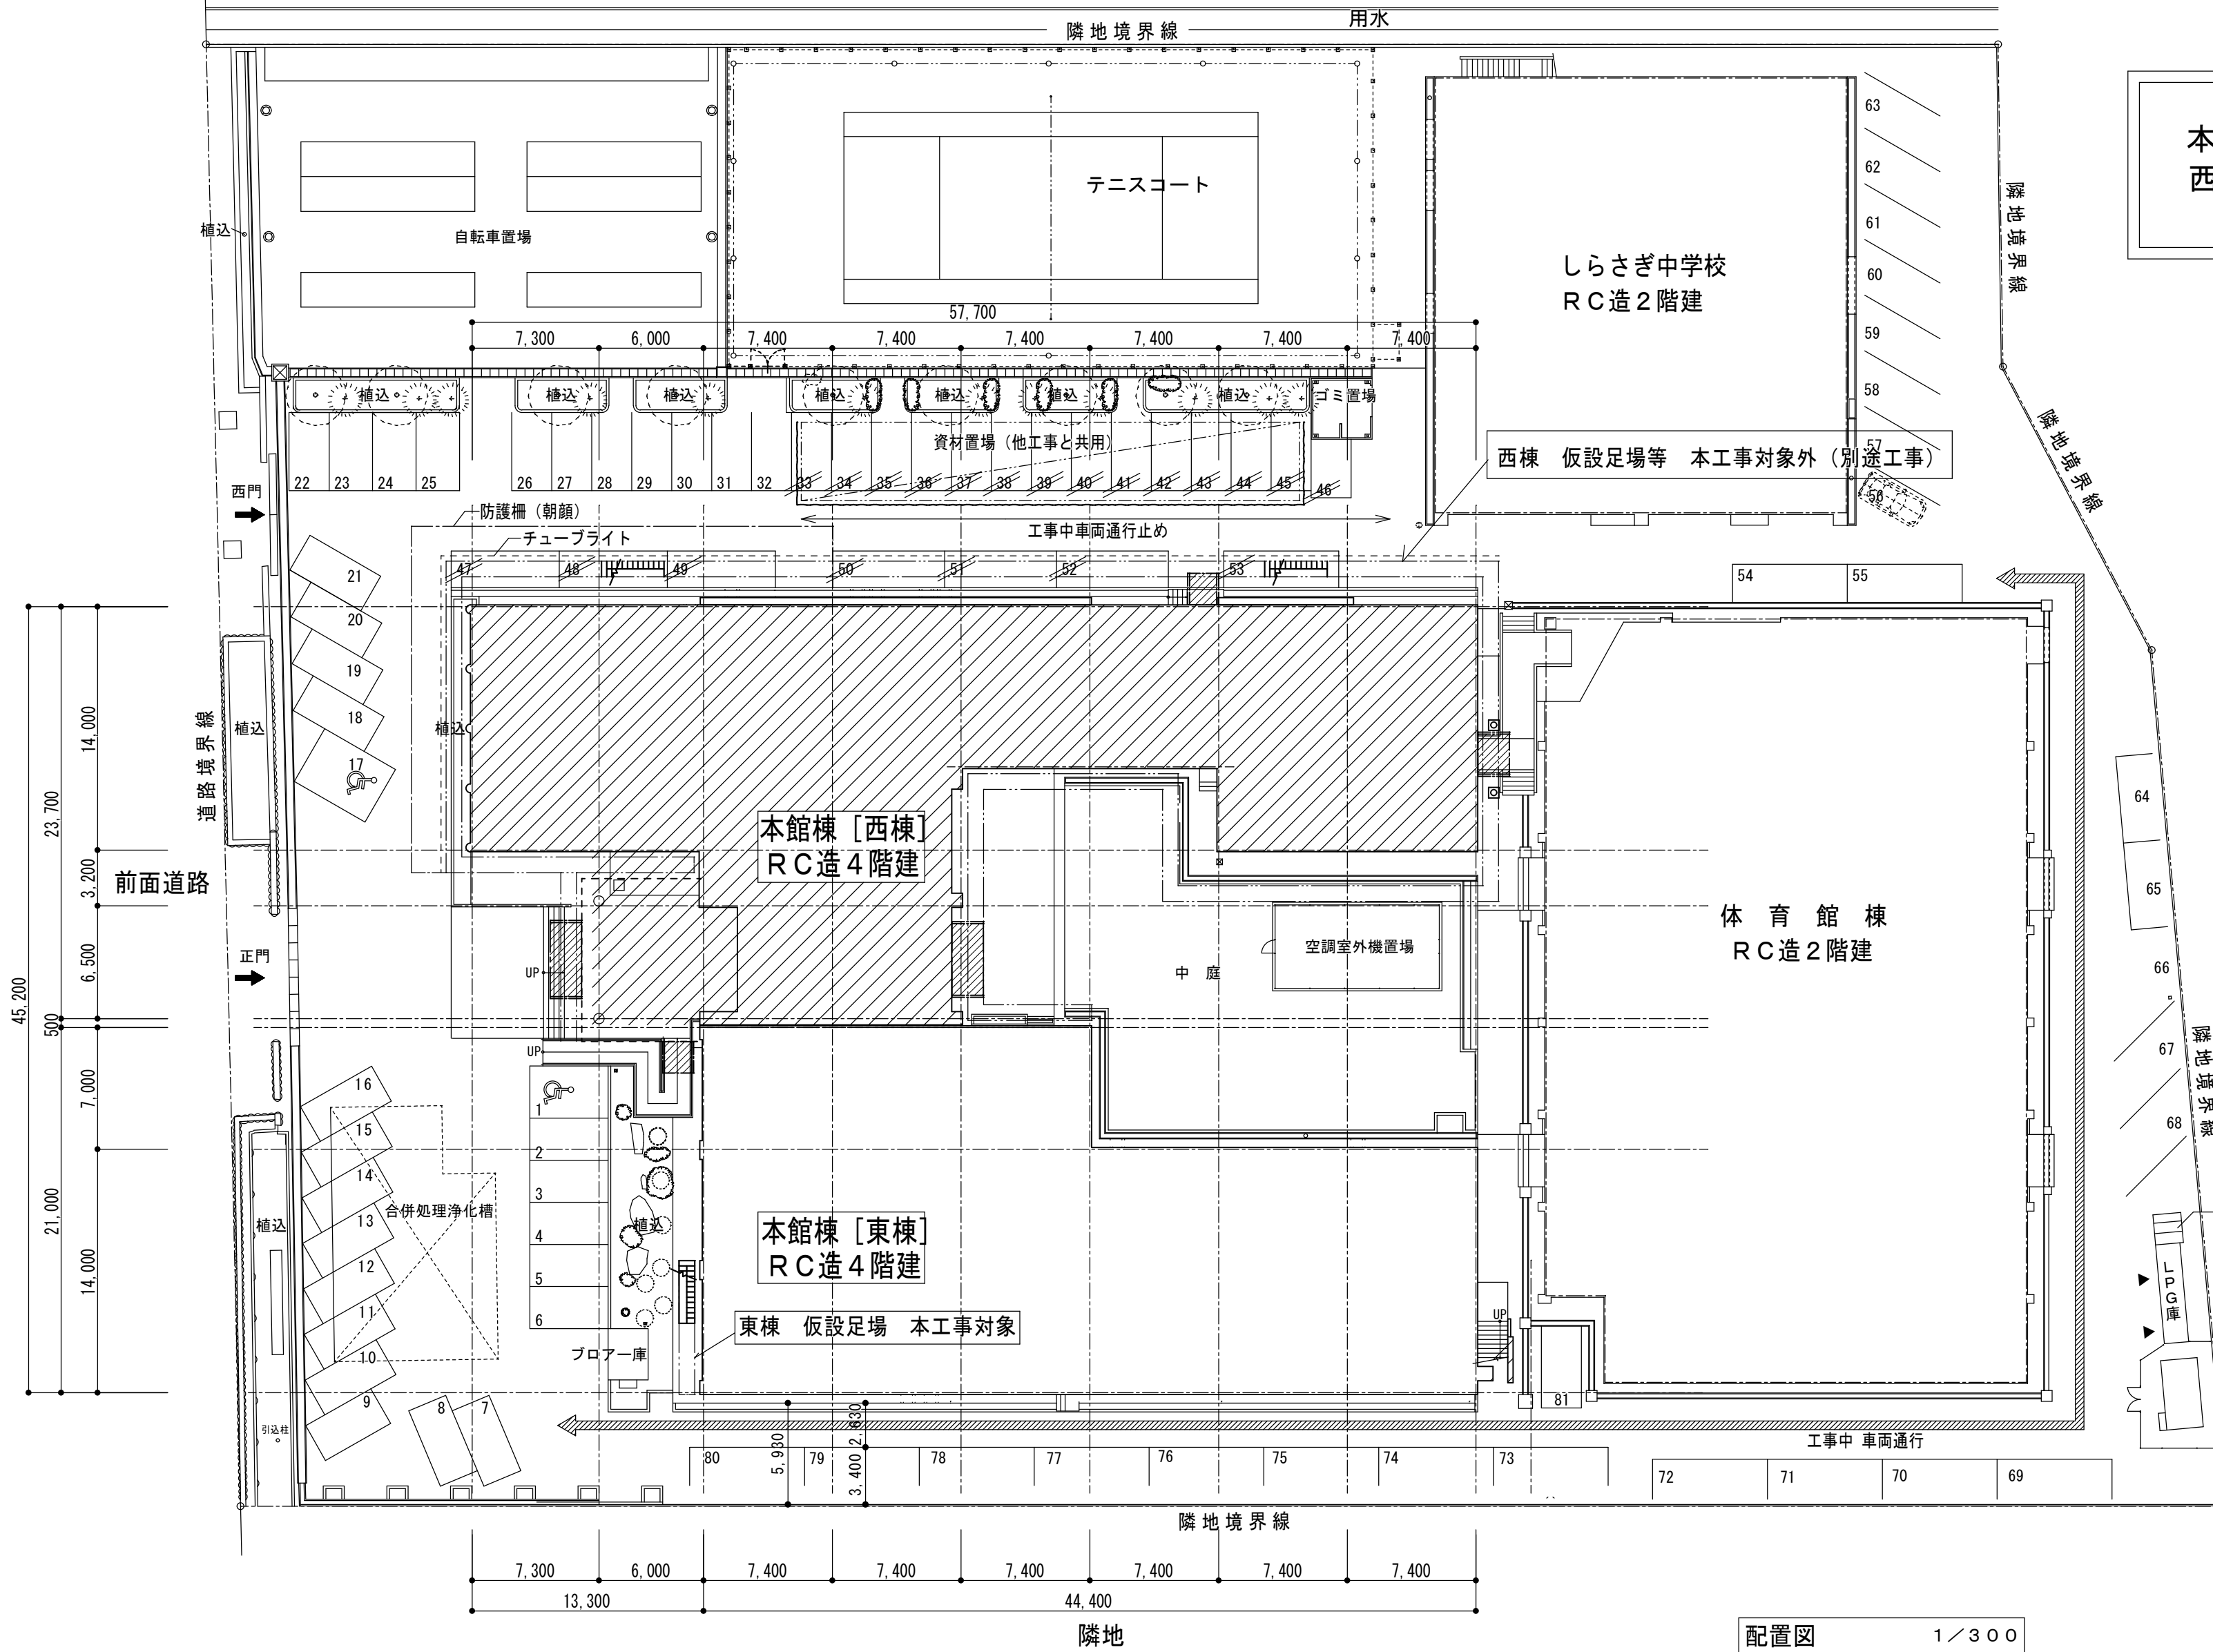 用水
隣地境界線
本
西
63
62
61
60
59
58
57
56
隣地境界線
隣地境界線
テニスコート
植込
自転車置場
しらさぎ中学校
ＲＣ造２階建
57,700
7,300
6,000
7,400
7,400
7,400
7,400
7,400
7,400
植込
植込
植込
植込
植込
植込
植込
ゴミ置場
資材置場（他工事と共用）
西棟　仮設足場等　本工事対象外（別途工事）
22
23
24
25
26
27
28
29
30
31
32
33
34
35
36
37
38
39
40
41
42
43
44
45
46
西門
防護柵（朝顔）
チューブライト
工事中車両通行止め
47
48
49
50
51
52
53
54
55
21
20
19
18
17
植込
植込
道路境界線
前面道路
正門
45,200
23,700
500
21,000
14,000
3,200
6,500
7,000
14,000
本館棟［西棟］
ＲＣ造４階建
UP
UP
中庭
空調室外機置場
体育館棟
ＲＣ造２階建
64
65
66
67
68
隣地境界線
LPG庫
16
15
14
13
12
11
10
9
8
7
合併処理浄化槽
植込
引込柱
1
2
3
4
5
6
植込
ブロアー庫
本館棟［東棟］
ＲＣ造４階建
東棟　仮設足場　本工事対象
UP
81
5,930
2,630
3,400
工事中 車両通行
80
79
78
77
76
75
74
73
72
71
70
69
隣地境界線
7,300
6,000
7,400
7,400
7,400
7,400
7,400
7,400
13,300
44,400
隣地
配置図　1／300